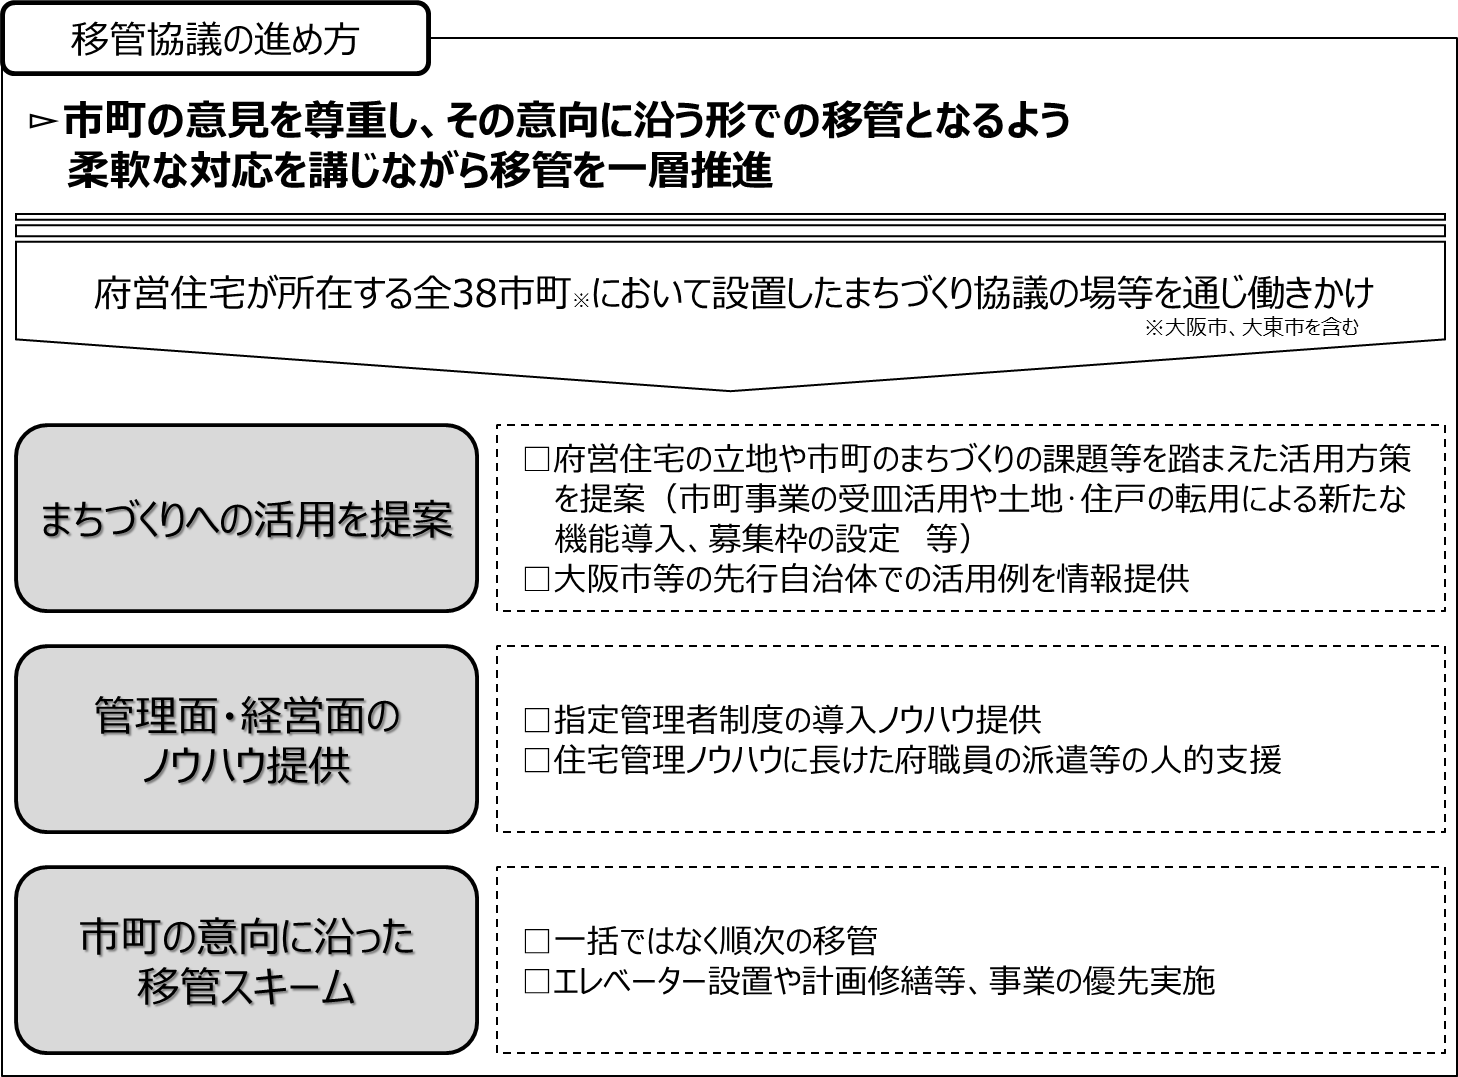 移管協議の進め方
▻市町の意見を尊重し、その意向に沿う形での移管となるよう
柔軟な対応を講じながら移管を一層推進
府営住宅が所在する全38市町※において設置したまちづくり協議の場等を通じ働きかけ
※大阪市、大東市を含む
まちづくりへの活用を提案
□府営住宅の立地や市町のまちづくりの課題等を踏まえた活用方策
を提案（市町事業の受皿活用や土地・住戸の転用による新たな
機能導入、募集枠の設定　等）
□大阪市等の先行自治体での活用例を情報提供
管理面・経営面の
ノウハウ提供
□指定管理者制度の導入ノウハウ提供
□住宅管理ノウハウに長けた府職員の派遣等の人的支援
市町の意向に沿った
移管スキーム
□一括ではなく順次の移管
□エレベーター設置や計画修繕等、事業の優先実施